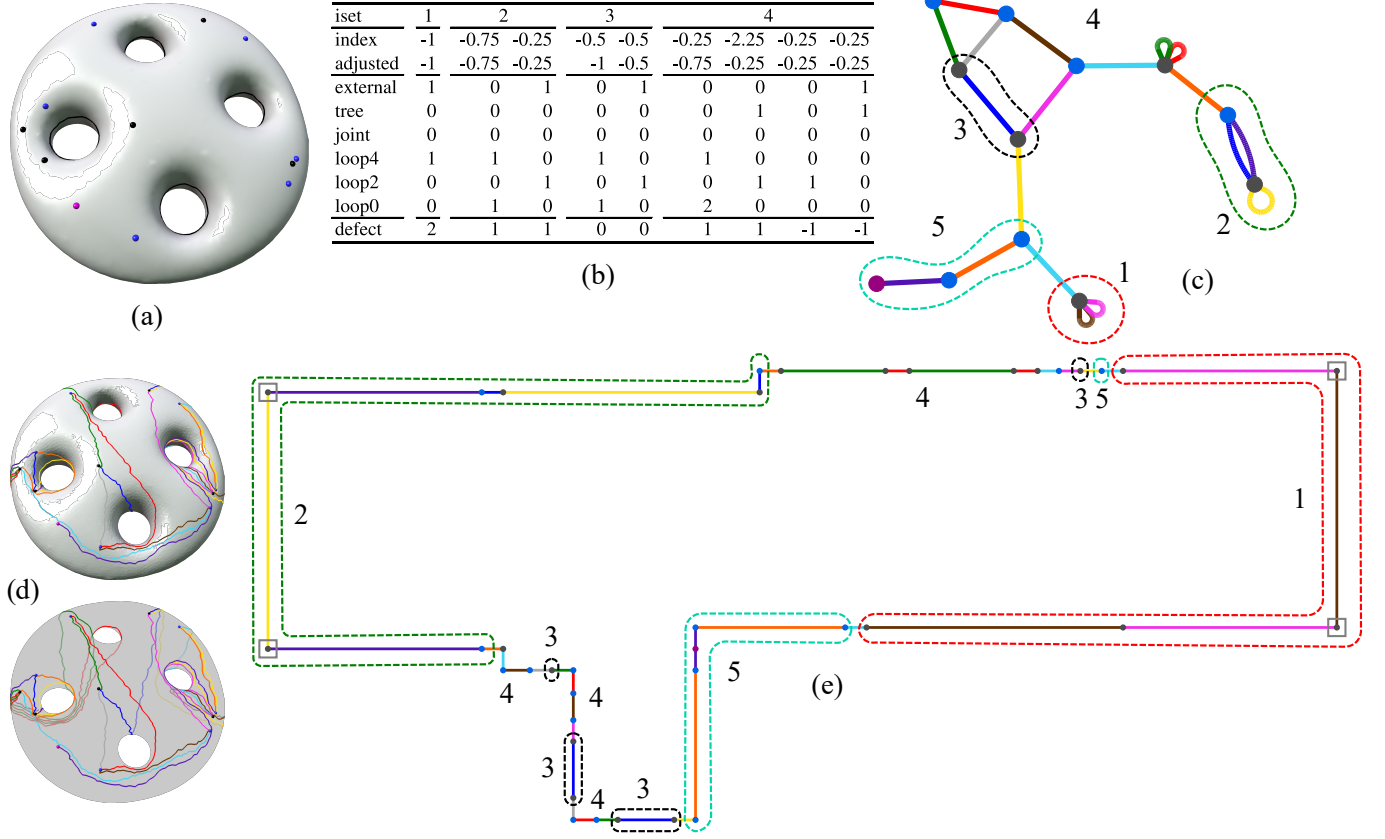 iset 1 2 3 4
index -1 -0.75 -0.25 -0.5 -0.5 -0.25 -2.25 -0.25 -0.25
adjusted -1 -0.75 -0.25 -1 -0.5 -0.75 -0.25 -0.25 -0.25
external 1 0 1 0 1 0 0 0 1
tree 0 0 0 0 0 0 1 0 1
joint 0 0 0 0 0 0 0 0 0
loop4 1 1 0 1 0 1 0 0 0
loop2 0 0 1 0 1 0 1 1 0
loop0 0 1 0 1 0 2 0 0 0
defect 2 1 1 0 0 1 1 -1 -1
(a)
(b)
4
3
2
5
1
(c)
4
3 5
2
1
(d)
3
4
4
5
(e)
3
4
3